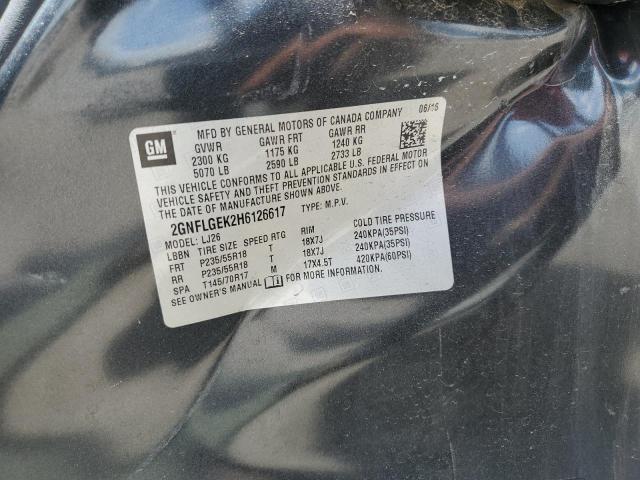 GM
MFD BY GENERAL MOTORS OF CANADA COMPANY 06/16
GVWR GAWR FRT GAWR RR
2300 KG 1175 KG 1240 KG
5070 LB 2590 LB 2733 LB
THIS VEHICLE CONFORMS TO ALL APPLICABLE U.S. FEDERAL MOTOR
VEHICLE SAFETY AND THEFT PREVENTION STANDARDS IN EFFECT ON
THE DATE OF MANUFACTURE SHOWN ABOVE.
2GNFLGEK2H6126617 TYPE: M.P.V.
MODEL: LJ26
LBBN TIRE SIZE SPEED RTG RIM COLD TIRE PRESSURE
FRT P235/55R18 T 18X7J 240KPA(35PSI)
RR P235/55R18 T 18X7J 240KPA(35PSI)
SPA T145/70R17 M 17X4.5T 420KPA(60PSI)
SEE OWNER'S MANUAL FOR MORE INFORMATION